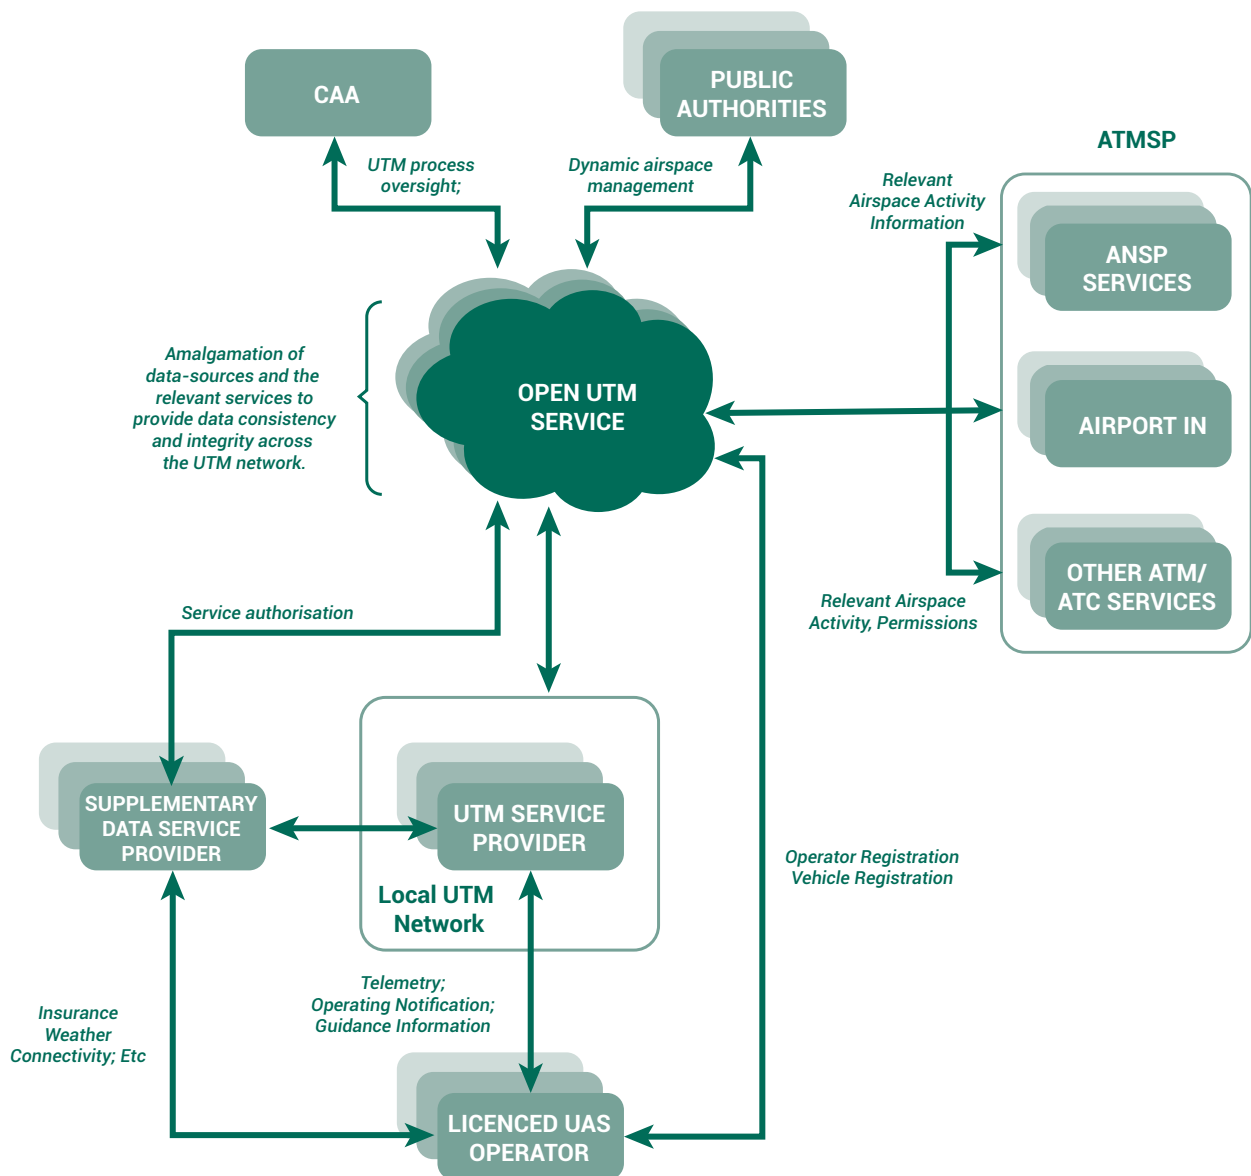 CAA
PUBLIC
AUTHORITIES
UTM process
oversight;
Dynamic airspace
management
ATMSP
Relevant
Airspace Activity
Information
ANSP
SERVICES
Amalgamation of
data-sources and the
relevant services to
provide data consistency
and integrity across
the UTM network.
OPEN UTM
SERVICE
AIRPORT IN
OTHER ATM/
ATC SERVICES
Relevant Airspace
Activity, Permissions
Service authorisation
SUPPLEMENTARY
DATA SERVICE
PROVIDER
UTM SERVICE
PROVIDER
Local UTM
Network
Operator Registration
Vehicle Registration
Telemetry;
Operating Notification;
Guidance Information
Insurance
Weather
Connectivity; Etc
LICENCED UAS
OPERATOR